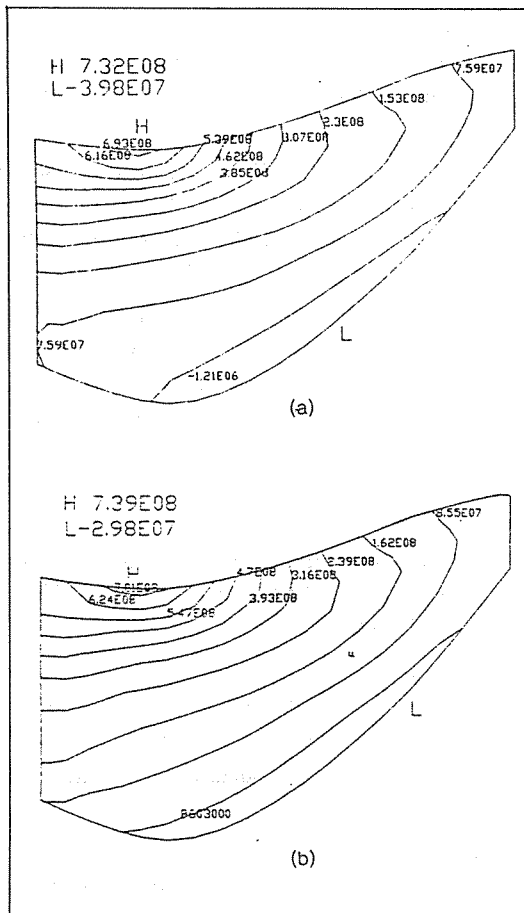 H 7.32E08
L-3.98E07
7.59E07
1.53E08
2.3E08
3.07E08
5.39E08
H
6.93E08
6.16E08
4.62E08
3.85E08
7.59E07
L
-1.21E06
(a)
H 7.39E08
L-2.98E07
8.55E07
1.62E08
2.39E08
3.16E08
4.7E08
H
6.24E08
3.93E08
5.47E08
L
(b)